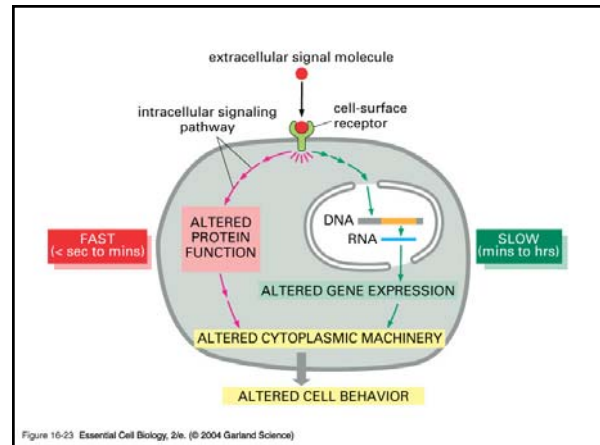 extracellular signal molecule
intracellular signaling
pathway
cell-surface
receptor
DNA
RNA
ALTERED
PROTEIN
FUNCTION
FAST
(< sec to mins)
SLOW
(mins to hrs)
ALTERED GENE EXPRESSION
ALTERED CYTOPLASMIC MACHINERY
ALTERED CELL BEHAVIOR
Figure 16-23 Essential Cell Biology, 2/e. (© 2004 Garland Science)